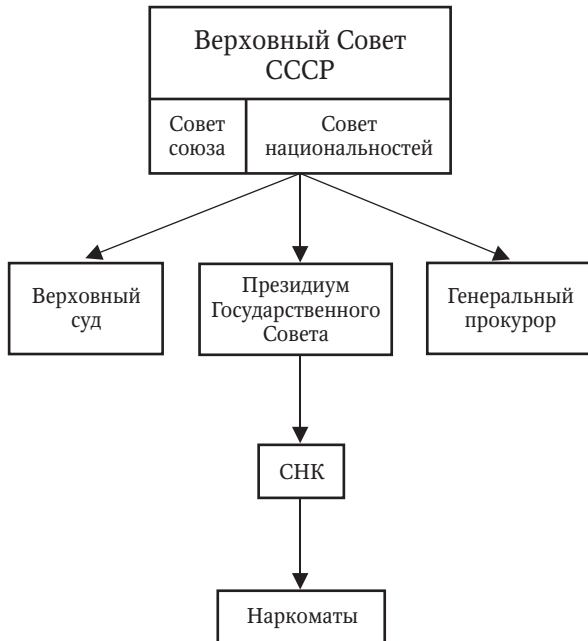 Верховный Совет
СССР
Совет
союза
Совет
национальностей
Верховный
суд
Президиум
Государственного
Совета
Генеральный
прокурор
СНК
Наркоматы